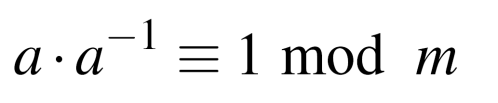 a · a⁻¹ ≡ 1 mod m